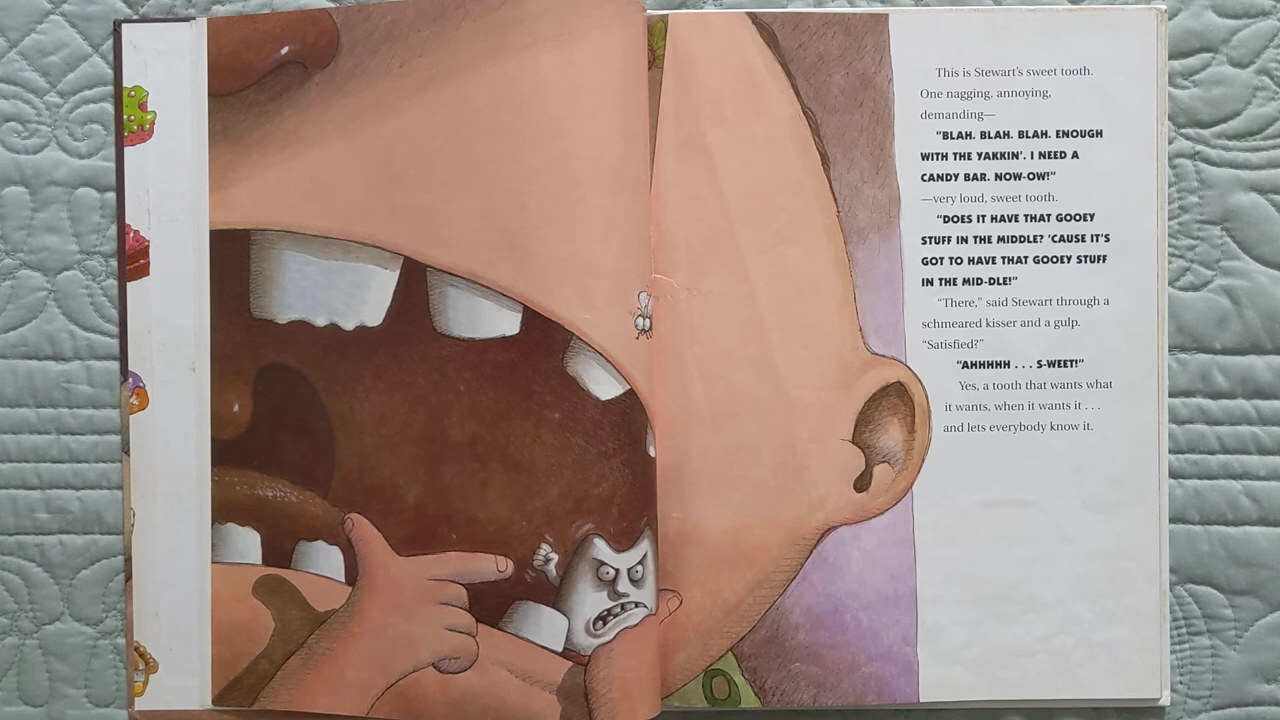 This is Stewart's sweet tooth.
One nagging, annoying,
demanding—
"BLAH. BLAH. BLAH. ENOUGH
WITH THE YAKKIN'. I NEED A
CANDY BAR. NOW-OW!"
—very loud, sweet tooth.
"DOES IT HAVE THAT GOOEY
STUFF IN THE MIDDLE? 'CAUSE IT'S
GOT TO HAVE THAT GOOEY STUFF
IN THE MID-DLE!"
"There," said Stewart through a
schmeared kisser and a gulp.
"Satisfied?"
"AHHHHH . . . S-WEET!"
Yes, a tooth that wants what
it wants, when it wants it . . .
and lets everybody know it.